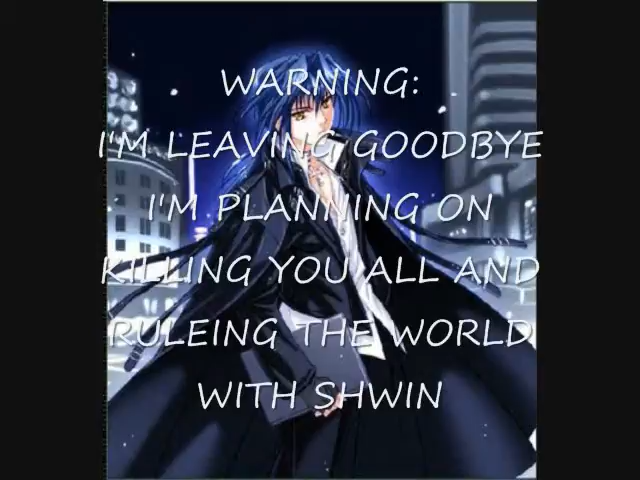 WARNING:
I'M LEAVING GOODBYE
I'M PLANNING ON
KILLING YOU ALL AND
RULEING THE WORLD
WITH SHWIN